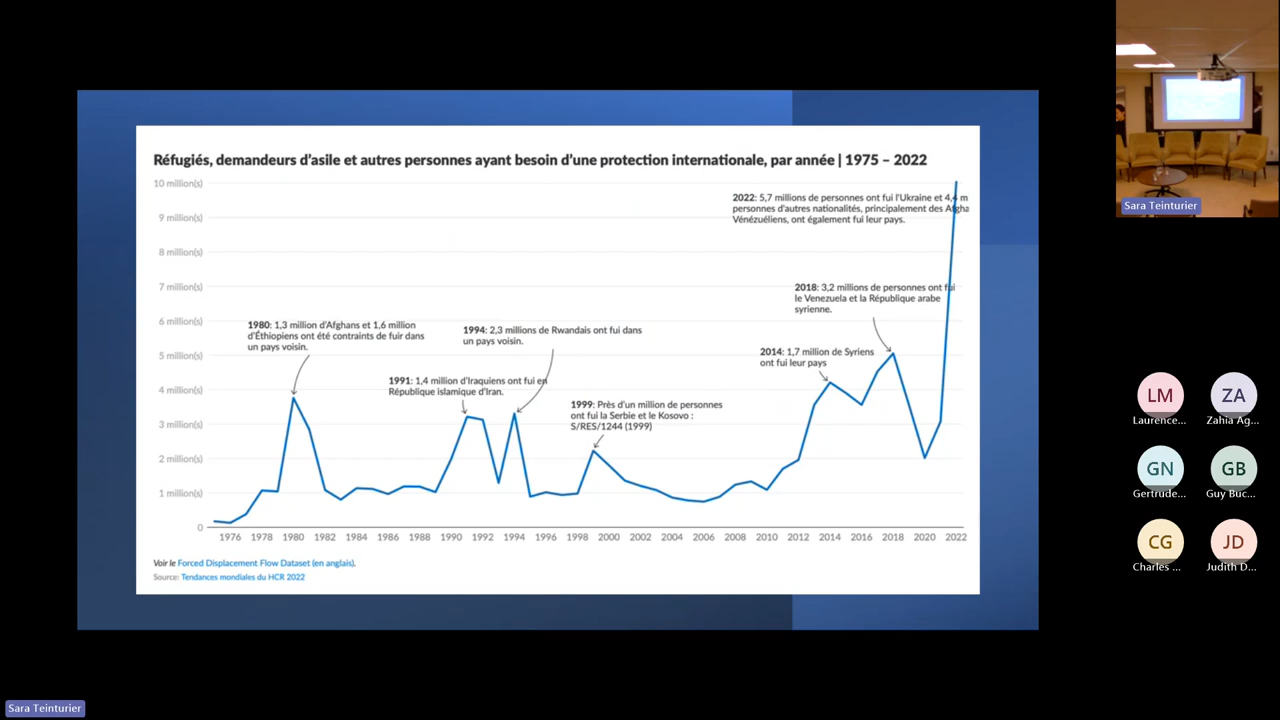 Réfugiés, demandeurs d'asile et autres personnes ayant besoin d'une protection internationale, par année | 1975 – 2022
10 million(s)
9 million(s)
8 million(s)
7 million(s)
6 million(s)
5 million(s)
4 million(s)
3 million(s)
2 million(s)
1 million(s)
0
1980: 1,3 million d'Afghans et 1,6 million
d'Éthiopiens ont été contraints de fuir dans
un pays voisin.
1991: 1,4 million d'Iraquiens ont fui en
République islamique d'Iran.
1994: 2,3 millions de Rwandais ont fui dans
un pays voisin.
1999: Près d'un million de personnes
ont fui la Serbie et le Kosovo :
S/RES/1244 (1999)
2014: 1,7 million de Syriens
ont fui leur pays
2018: 3,2 millions de personnes ont fui
le Venezuela et la République arabe
syrienne.
2022: 5,7 millions de personnes ont fui l'Ukraine et 4,4 m
personnes d'autres nationalités, principalement des Afgha
Vénézuéliens, ont également fui leur pays.
1976 1978 1980 1982 1984 1986 1988 1990 1992 1994 1996 1998 2000 2002 2004 2006 2008 2010 2012 2014 2016 2018 2020 2022
Voir le Forced Displacement Flow Dataset (en anglais).
Source: Tendances mondiales du HCR 2022
Sara Teinturier
LM
Laurence...
ZA
Zahia Ag...
GN
Gertrude...
GB
Guy Buc...
CG
Charles ...
JD
Judith D...
Sara Teinturier